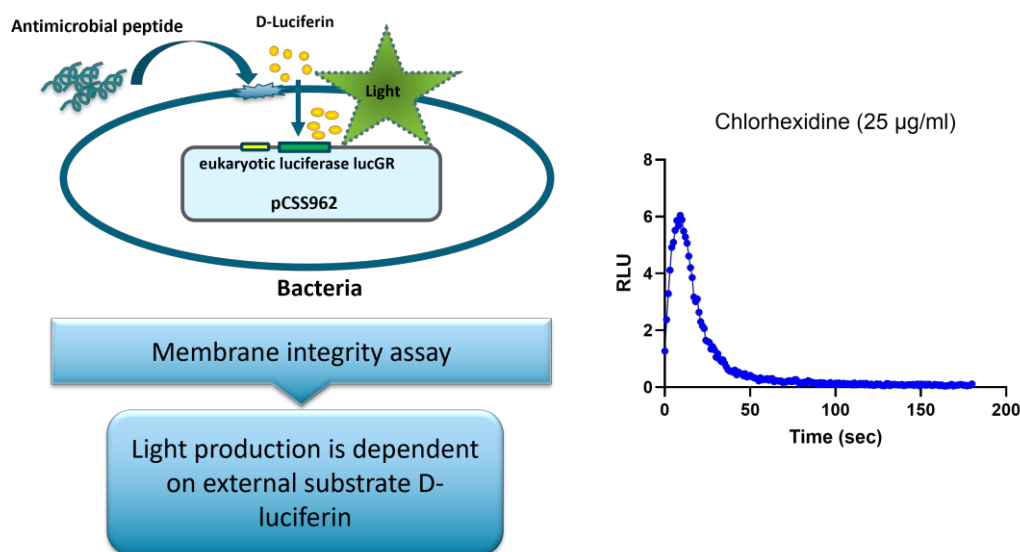 Antimicrobial peptide
D-Luciferin
Light
eukaryotic luciferase lucGR
pCSS962
Bacteria
Membrane integrity assay
Light production is dependent
on external substrate D-
luciferin
Chlorhexidine (25 µg/ml)
8
6
4
2
0
RLU
0 50 100 150 200
Time (sec)